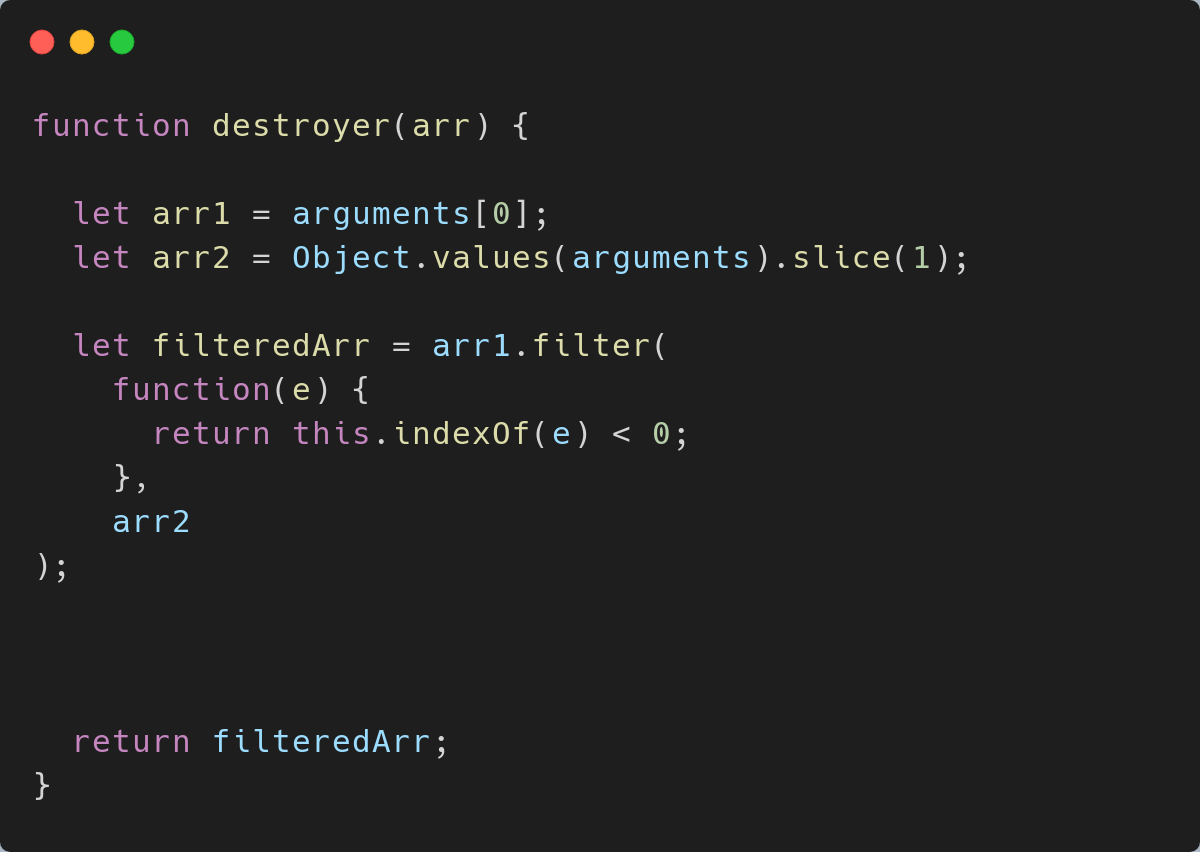 function destroyer(arr) {
  let arr1 = arguments[0];
  let arr2 = Object.values(arguments).slice(1);
  let filteredArr = arr1.filter(
    function(e) {
      return this.indexOf(e) < 0;
    },
    arr2
);
  return filteredArr;
}